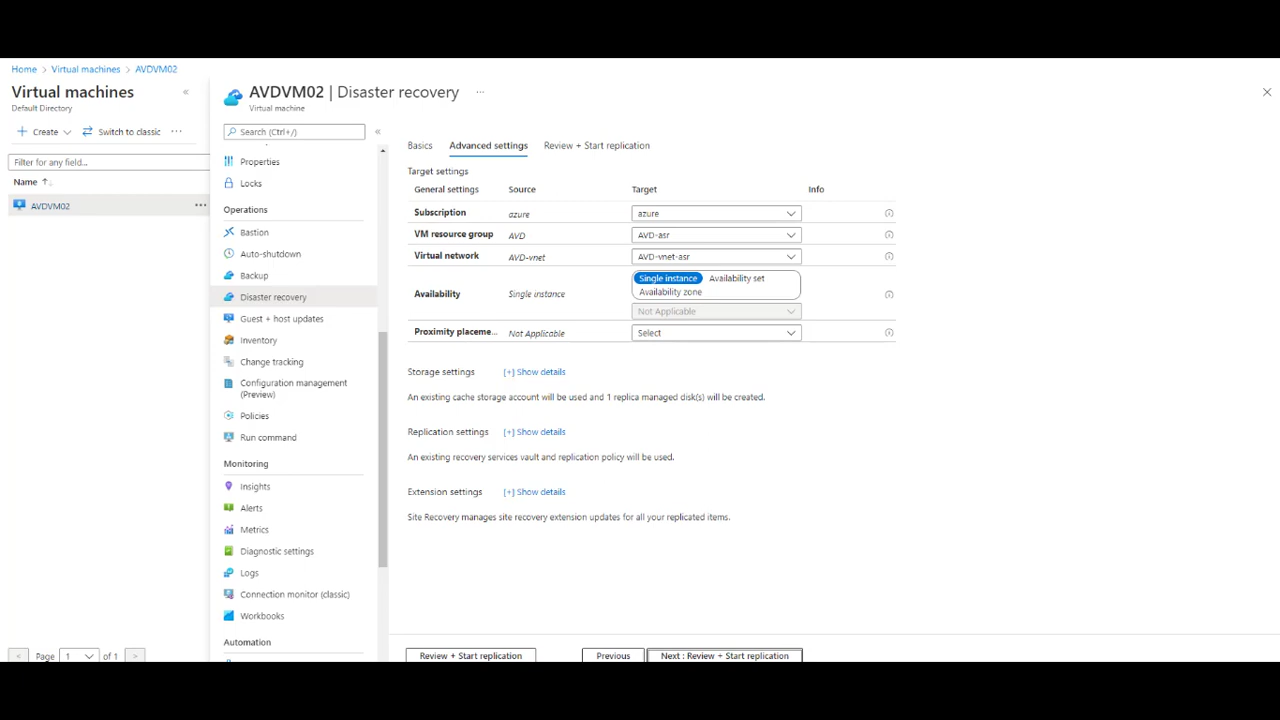 Home > Virtual machines > AVDVM02
Virtual machines «
Default Directory
+ Create Switch to classic ...
Filter for any field...
Name ↑↓
AVDVM02 ...
Page 1 of 1
AVDVM02 | Disaster recovery ...
Virtual machine
Search (Ctrl+/) «
Properties
Locks
Operations
Bastion
Auto-shutdown
Backup
Disaster recovery
Guest + host updates
Inventory
Change tracking
Configuration management
(Preview)
Policies
Run command
Monitoring
Insights
Alerts
Metrics
Diagnostic settings
Logs
Connection monitor (classic)
Workbooks
Automation
Basics Advanced settings Review + Start replication
Target settings
General settings Source Target Info
Subscription azure azure
VM resource group AVD AVD-asr
Virtual network AVD-vnet AVD-vnet-asr
Availability Single instance Single instance Availability set
Availability zone
Not Applicable
Proximity placeme... Not Applicable Select
Storage settings [+] Show details
An existing cache storage account will be used and 1 replica managed disk(s) will be created.
Replication settings [+] Show details
An existing recovery services vault and replication policy will be used.
Extension settings [+] Show details
Site Recovery manages site recovery extension updates for all your replicated items.
Review + Start replication Previous Next : Review + Start replication